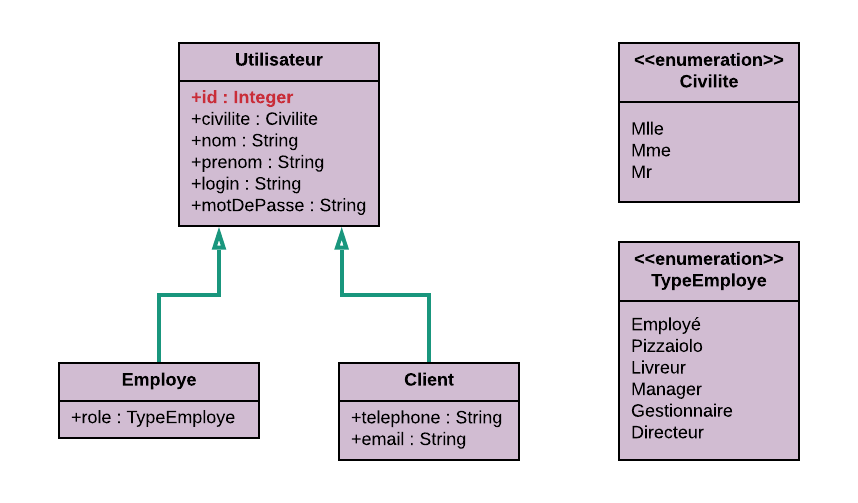 Utilisateur
+id : Integer
+civilite : Civilite
+nom : String
+prenom : String
+login : String
+motDePasse : String
<<enumeration>>
Civilite
Mlle
Mme
Mr
<<enumeration>>
TypeEmploye
Employé
Pizzaiolo
Livreur
Manager
Gestionnaire
Directeur
Employe
+role : TypeEmploye
Client
+telephone : String
+email : String